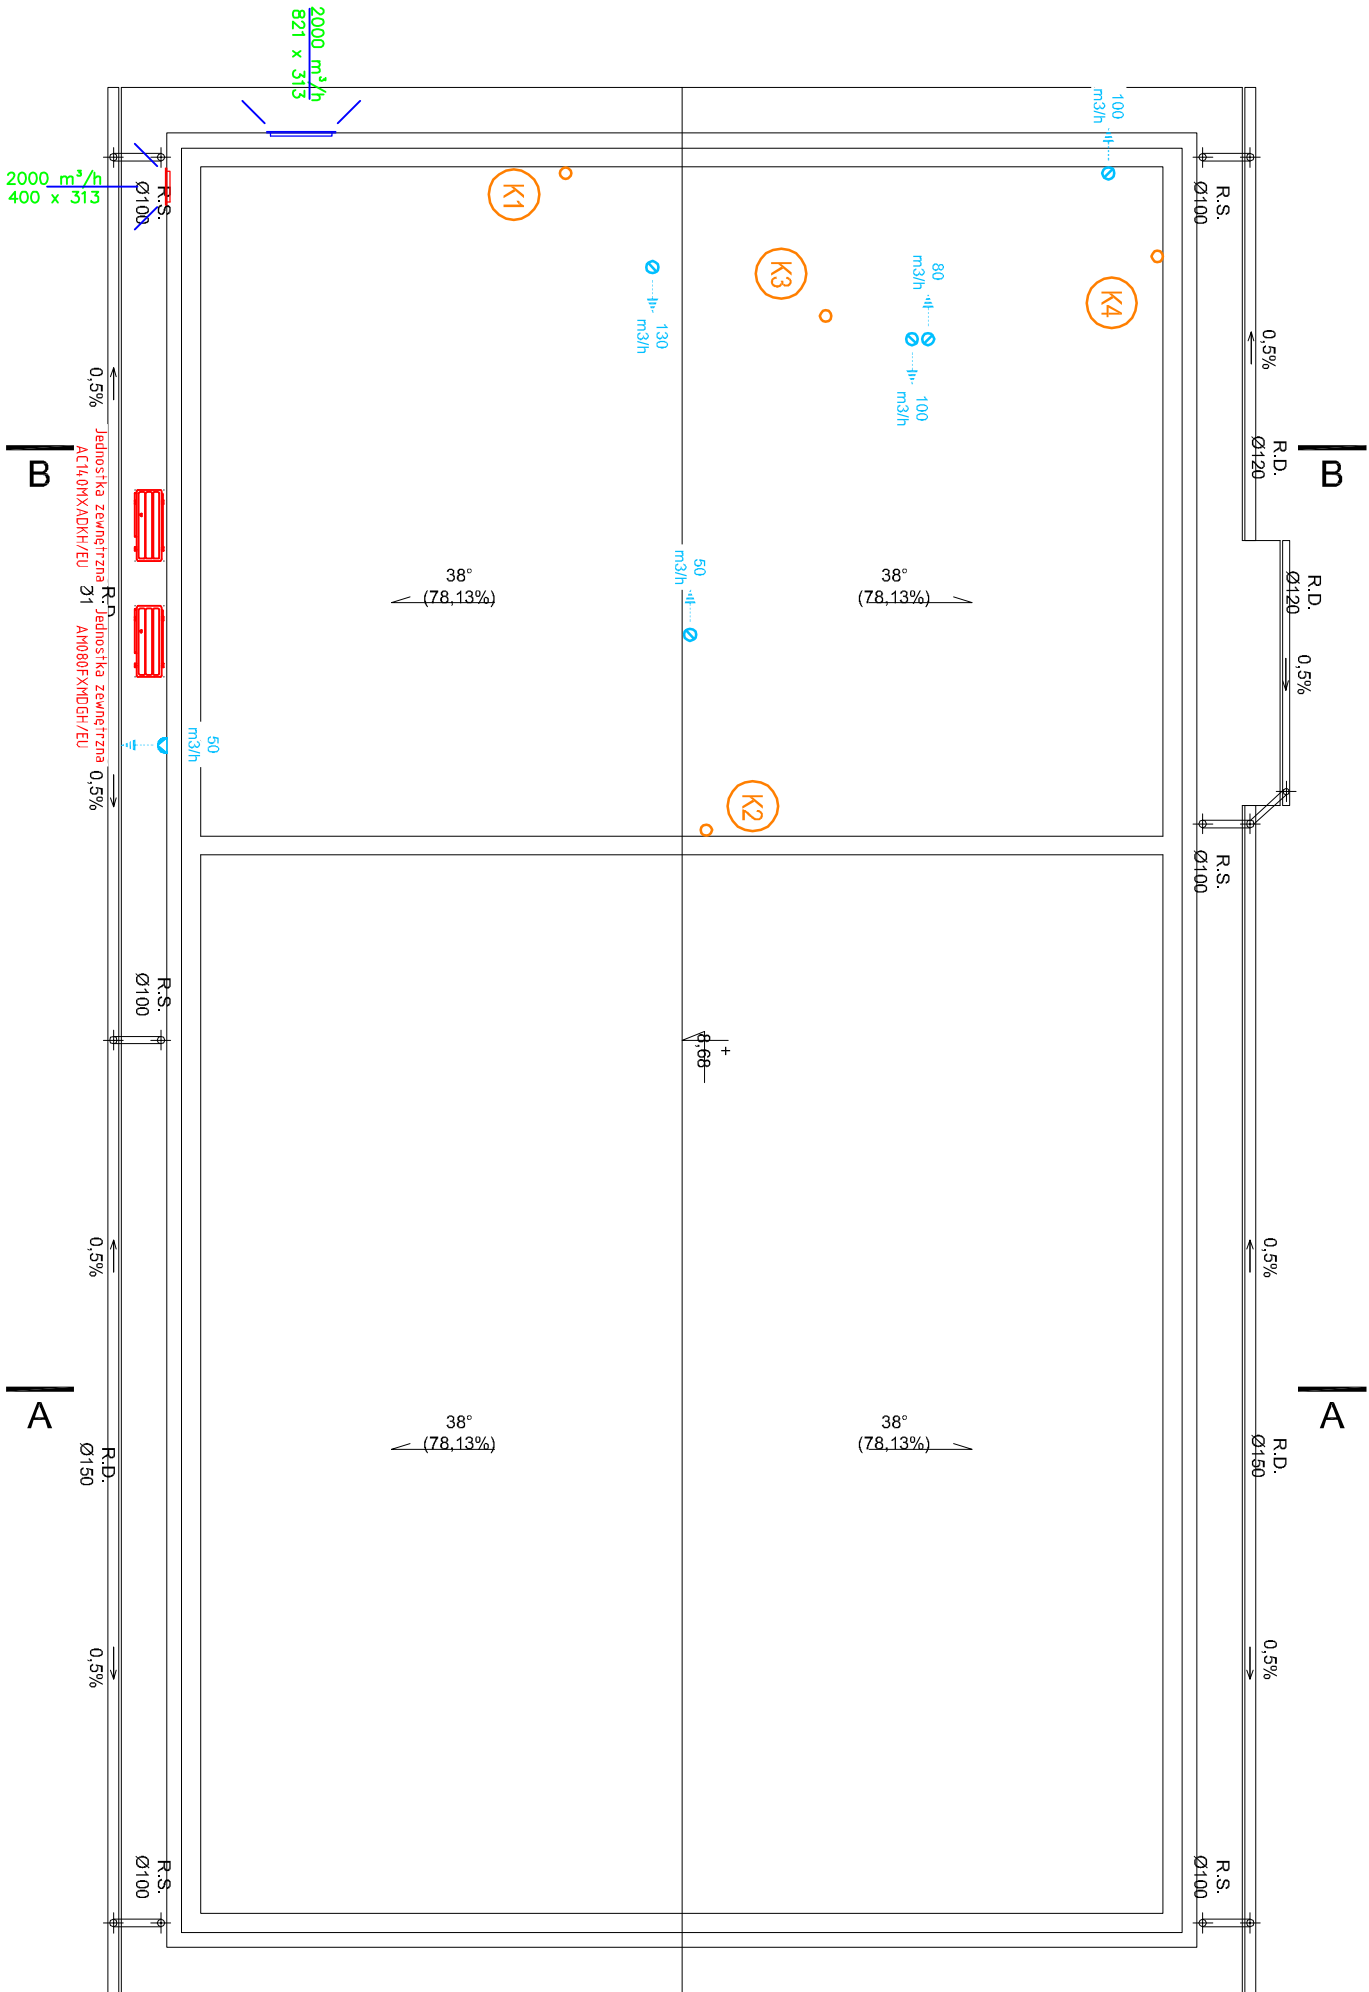 2000 m³/h
821 x 313
100
m3/h
2000 m³/h
400 x 313
R.S.
Ø100
K1
R.S.
Ø100
K3
80
m3/h
K4
130
m3/h
0,5%
0,5%
100
m3/h
B
R.D.
Ø120
B
Jednostka zewnętrzna
AC140MXADKH/EU
50
m3/h
38°
(78,13%)
38°
(78,13%)
R.D.
Ø120
R.D
Ø1
Jednostka zewnętrzna
AM080FXMDGH/EU
0,5%
50
m3/h
0,5%
K2
R.S.
Ø100
R.S.
Ø100
+
8,68
0,5%
0,5%
A
A
38°
(78,13%)
38°
(78,13%)
R.D.
Ø150
R.D.
Ø150
0,5%
0,5%
R.S.
Ø100
R.S.
Ø100